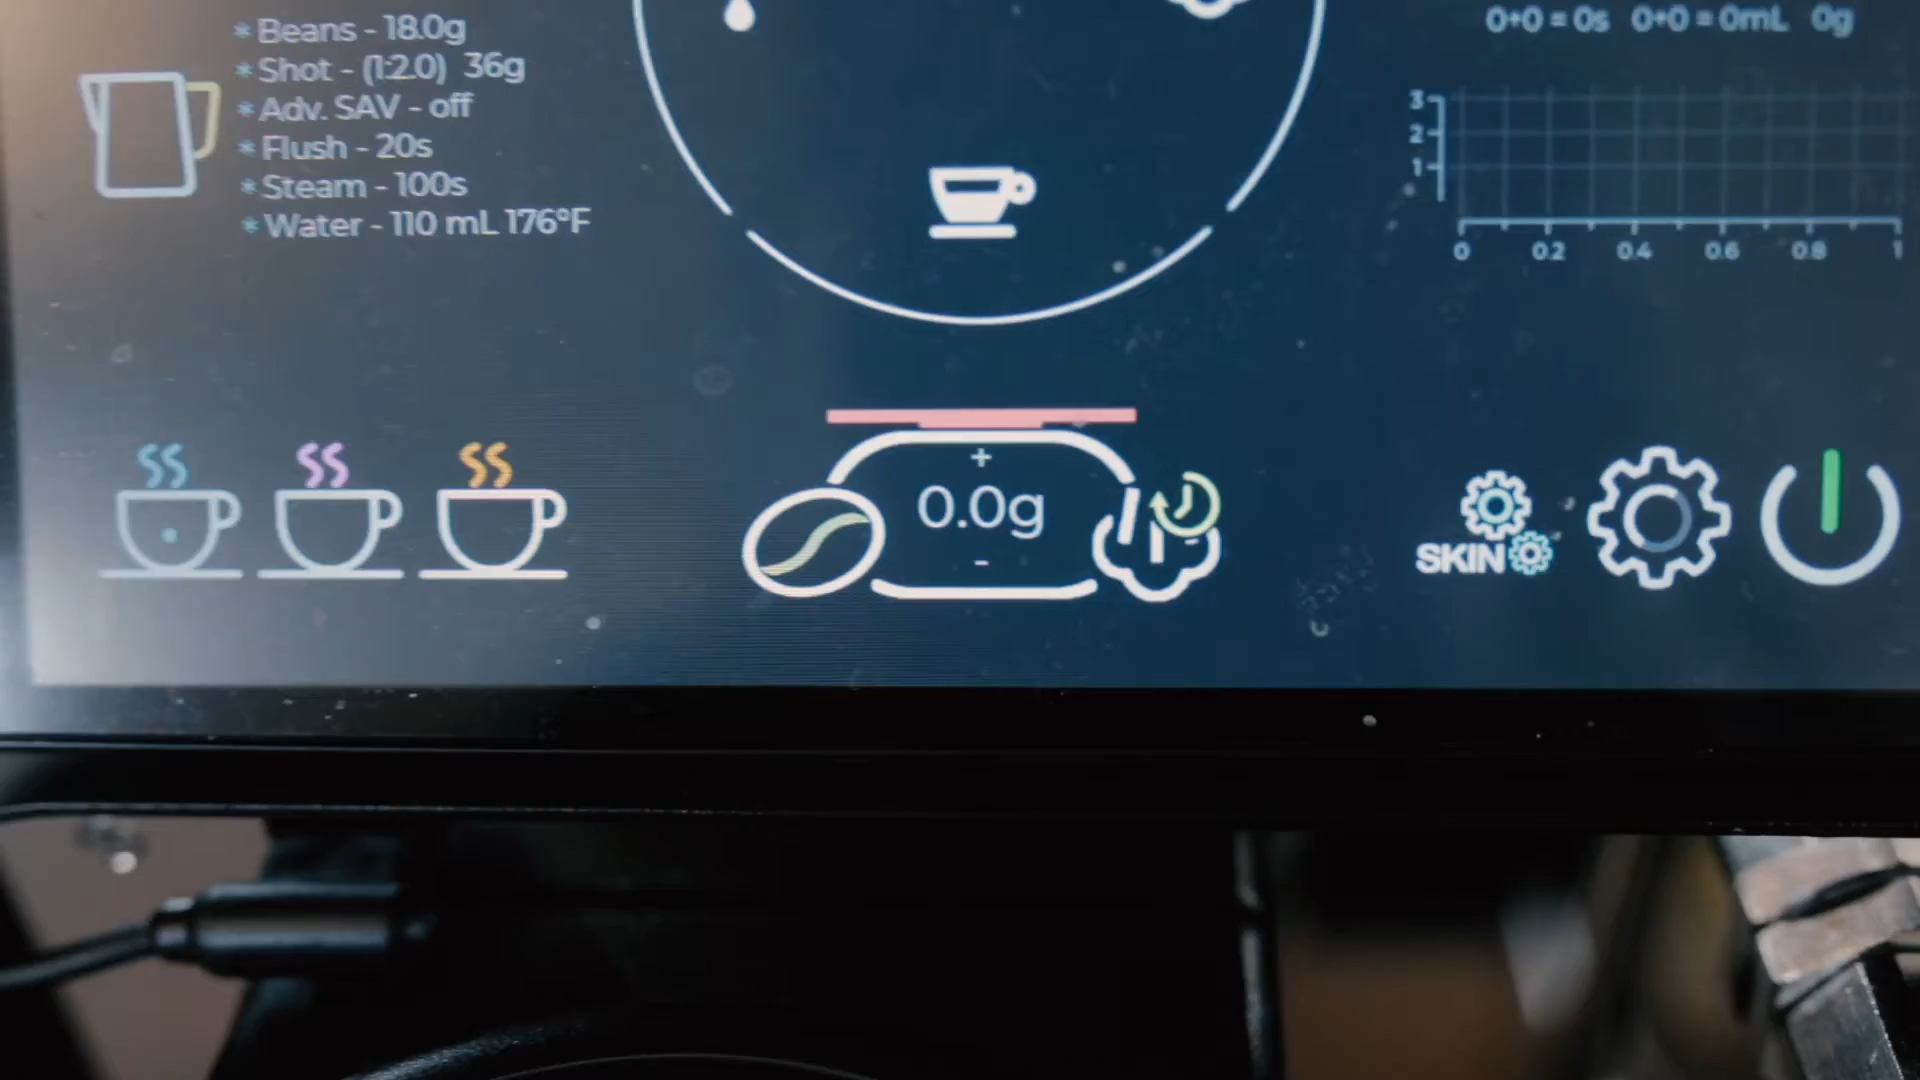 * Beans - 18.0g
* Shot - (1:2.0) 36g
* Adv. SAV - off
* Flush - 20s
* Steam - 100s
* Water - 110 mL 176°F
0+0 = 0s 0+0 = 0mL 0g
3
2
1
0 0.2 0.4 0.6 0.8 1
+
0.0g
-
SKIN